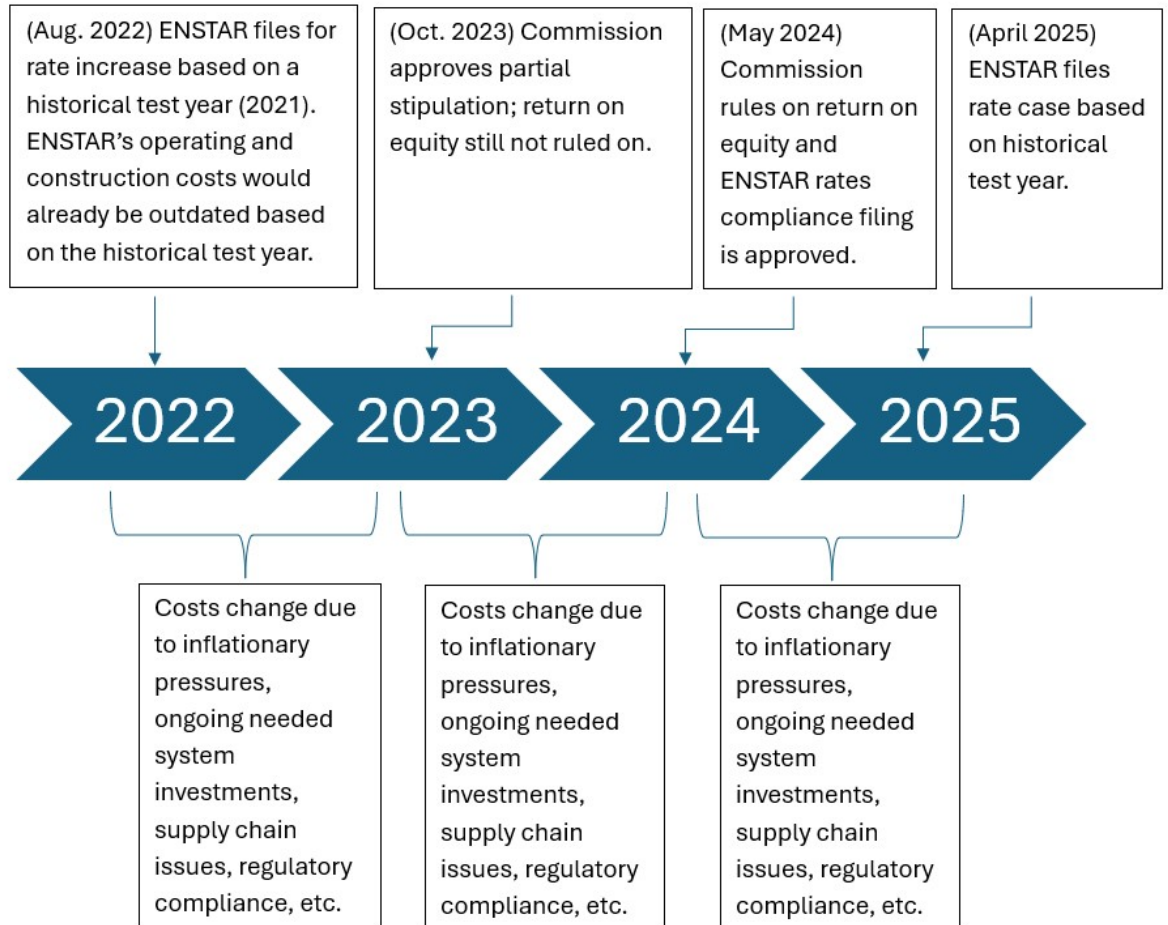 (Aug. 2022) ENSTAR files for
rate increase based on a
historical test year (2021).
ENSTAR’s operating and
construction costs would
already be outdated based
on the historical test year.
(Oct. 2023) Commission
approves partial
stipulation; return on
equity still not ruled on.
(May 2024)
Commission
rules on return on
equity and
ENSTAR rates
compliance filing
is approved.
(April 2025)
ENSTAR files
rate case based
on historical
test year.
2022
2023
2024
2025
Costs change due
to inflationary
pressures,
ongoing needed
system
investments,
supply chain
issues, regulatory
compliance, etc.
Costs change due
to inflationary
pressures,
ongoing needed
system
investments,
supply chain
issues, regulatory
compliance, etc.
Costs change due
to inflationary
pressures,
ongoing needed
system
investments,
supply chain
issues, regulatory
compliance, etc.